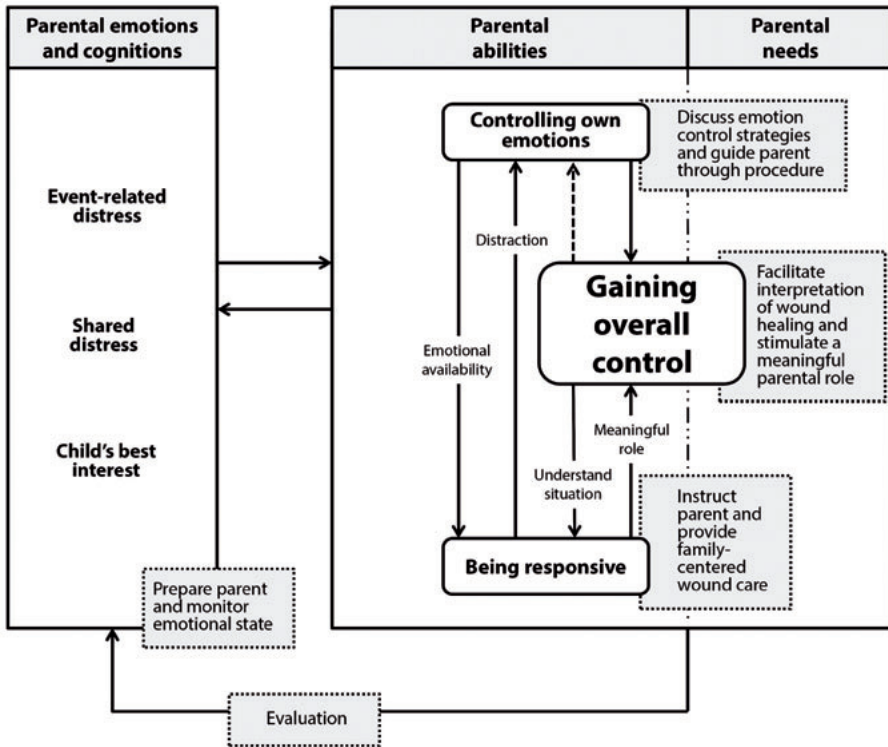 Parental emotions
and cognitions
Parental
abilities
Parental
needs
Event-related
distress
Shared
distress
Child's best
interest
Prepare parent
and monitor
emotional state
Controlling own
emotions
Discuss emotion
control strategies
and guide parent
through procedure
Distraction
Gaining
overall
control
Facilitate
interpretation
of wound
healing and
stimulate a
meaningful
parental role
Emotional
availability
Meaningful
role
Understand
situation
Being responsive
Instruct
parent and
provide
family-
centered
wound care
Evaluation